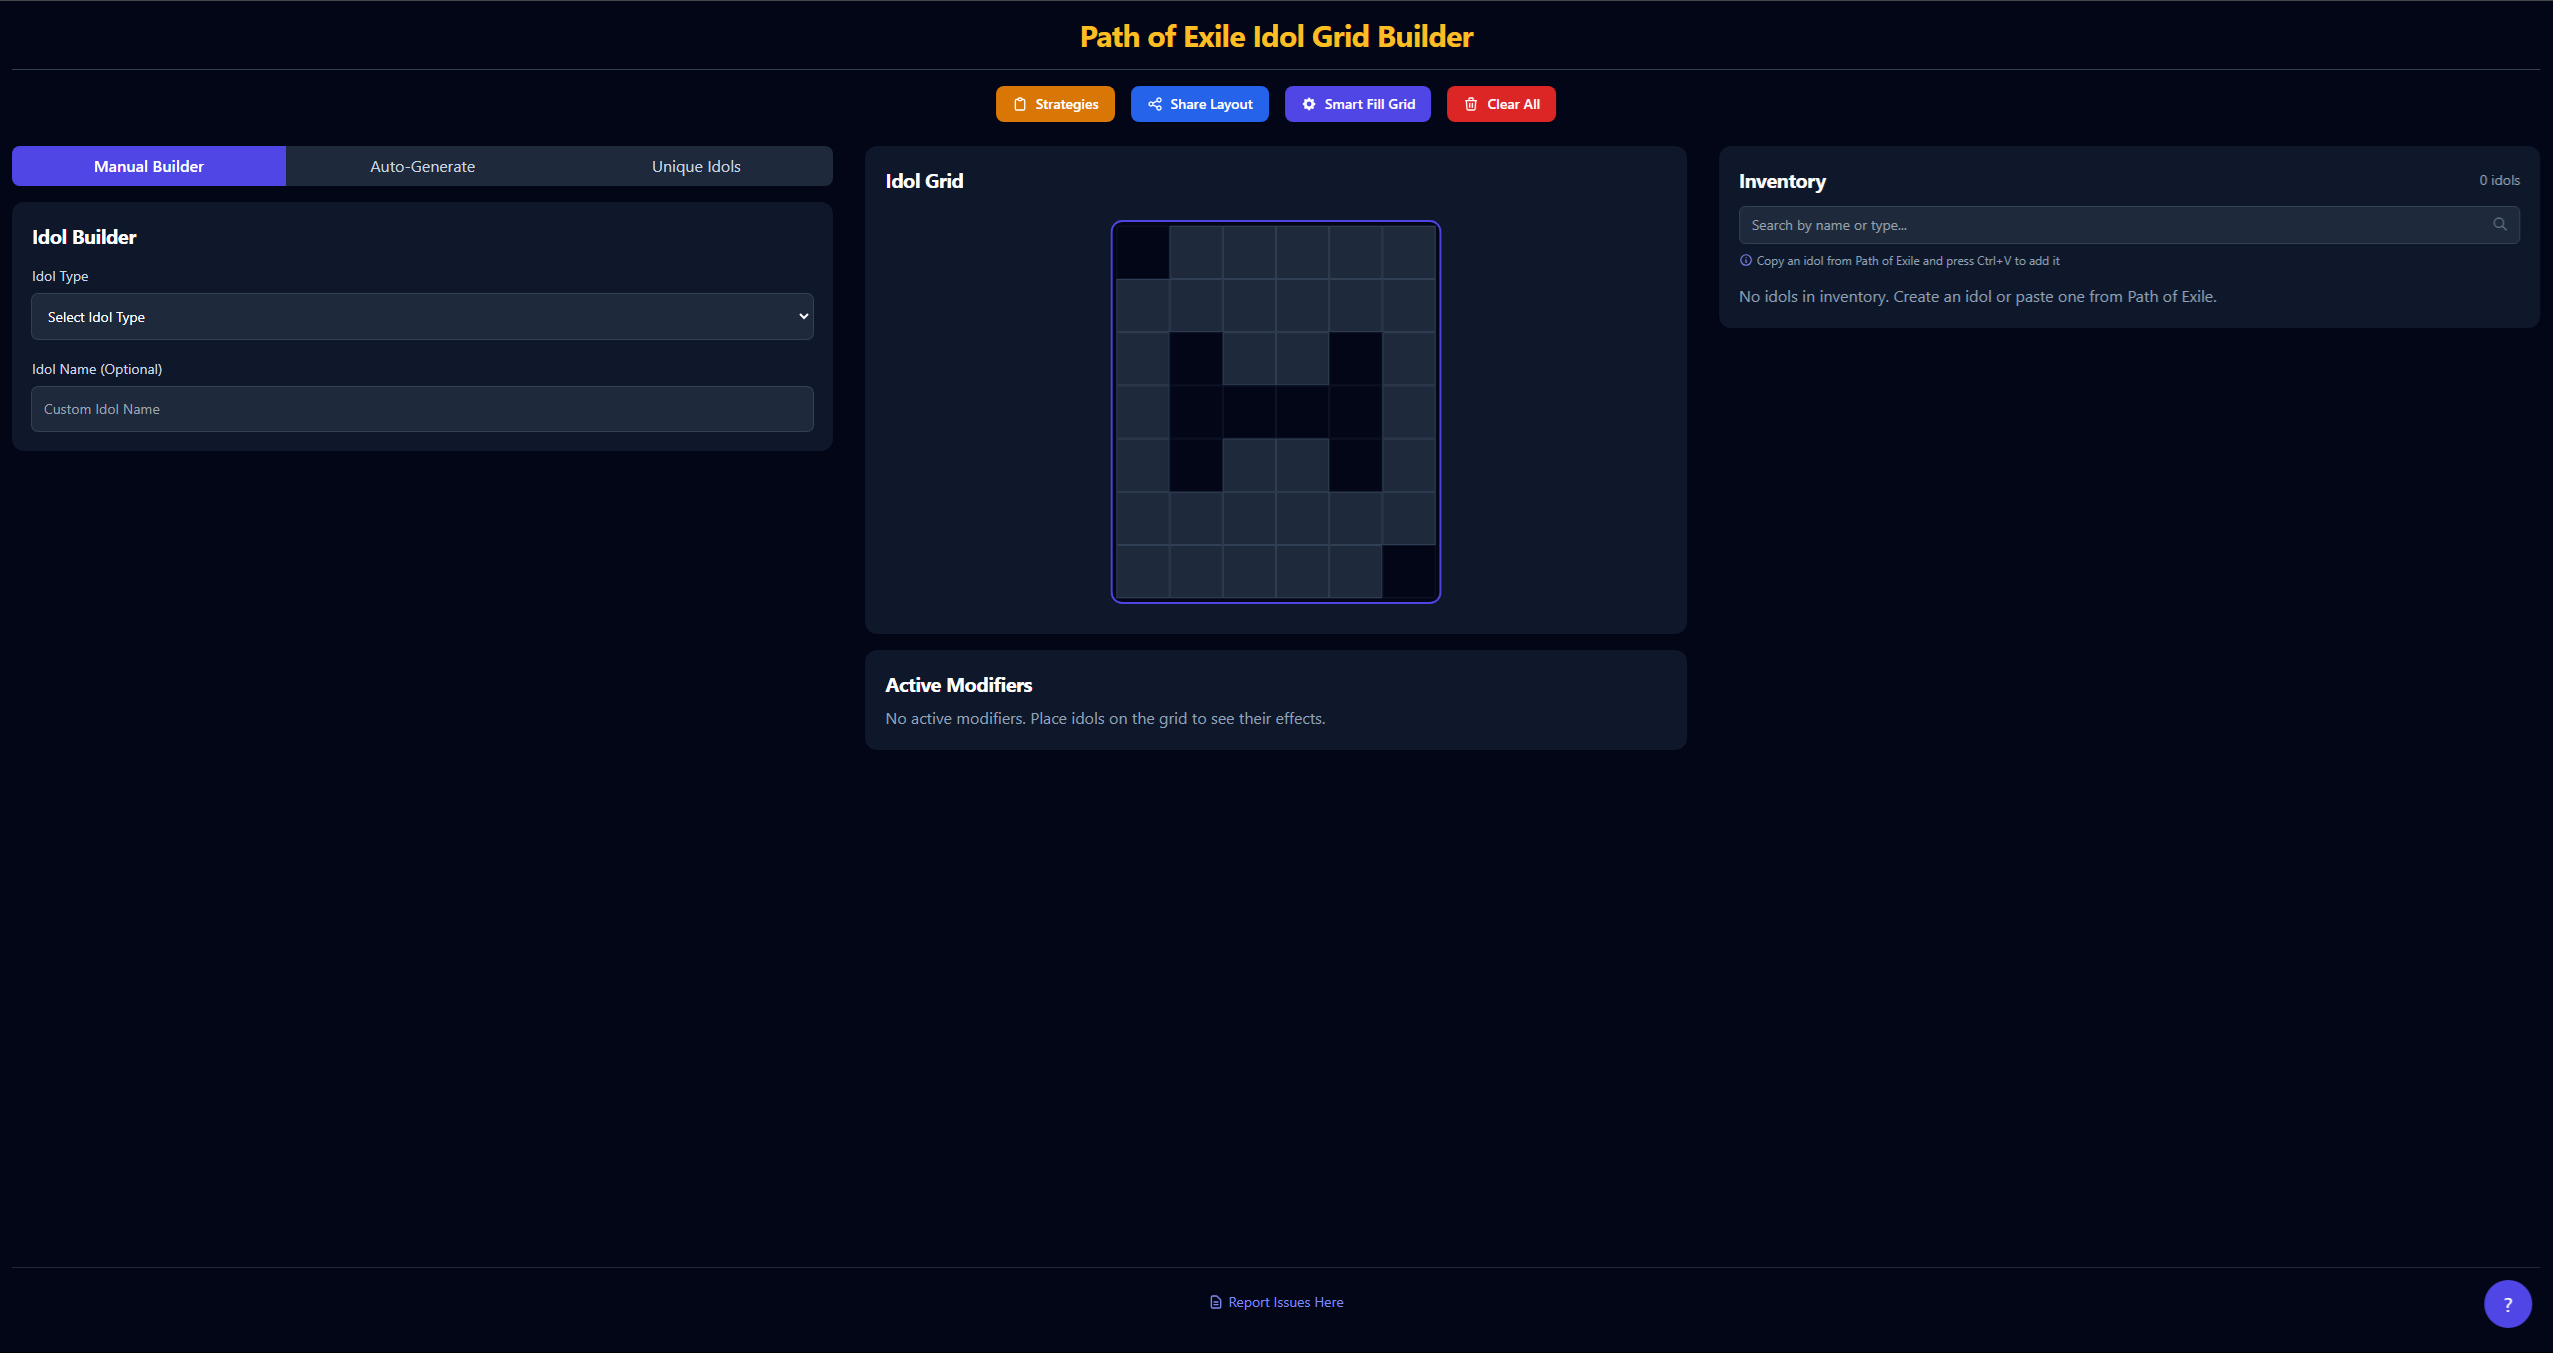 Path of Exile Idol Grid Builder
Strategies
Share Layout
Smart Fill Grid
Clear All
Manual Builder
Auto-Generate
Unique Idols
Idol Builder
Idol Type
Select Idol Type
Idol Name (Optional)
Custom Idol Name
Idol Grid
Active Modifiers
No active modifiers. Place idols on the grid to see their effects.
Inventory
0 idols
Search by name or type...
Copy an idol from Path of Exile and press Ctrl+V to add it
No idols in inventory. Create an idol or paste one from Path of Exile.
Report Issues Here
?